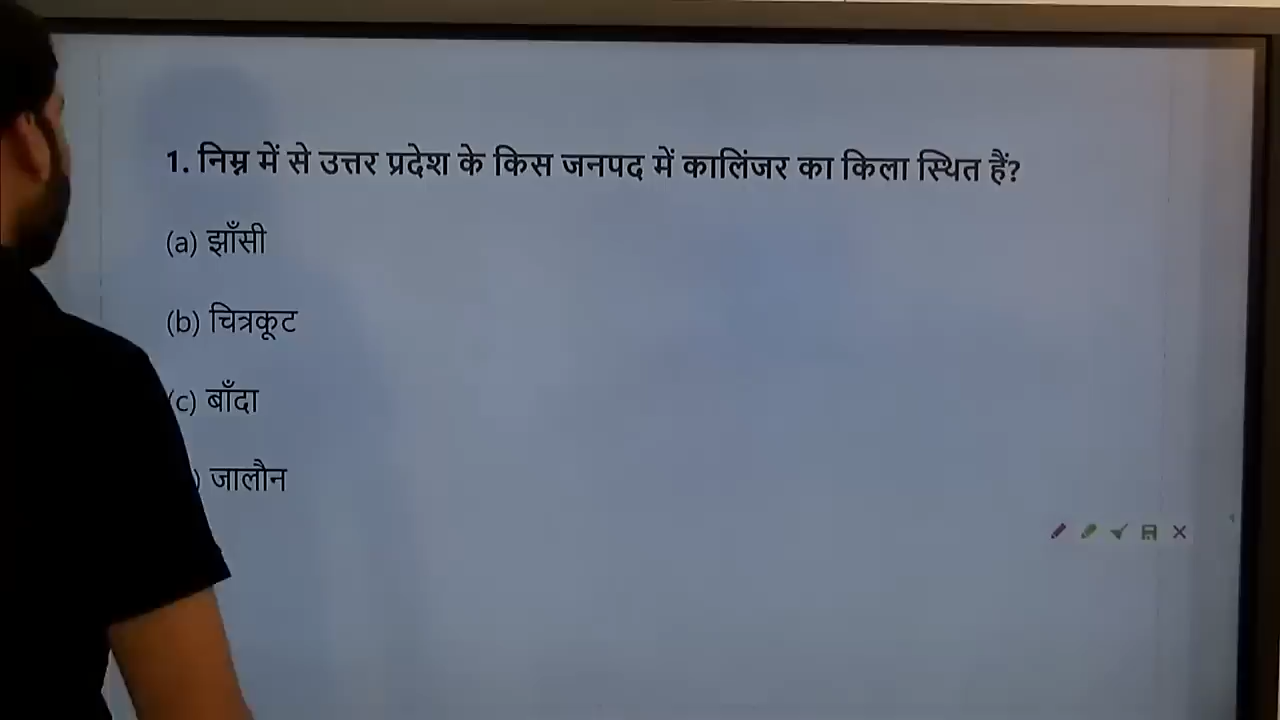 1. निम्न में से उत्तर प्रदेश के किस जनपद में कालिंजर का किला स्थित हैं?
(a) झाँसी
(b) चित्रकूट
(c) बाँदा
) जालौन